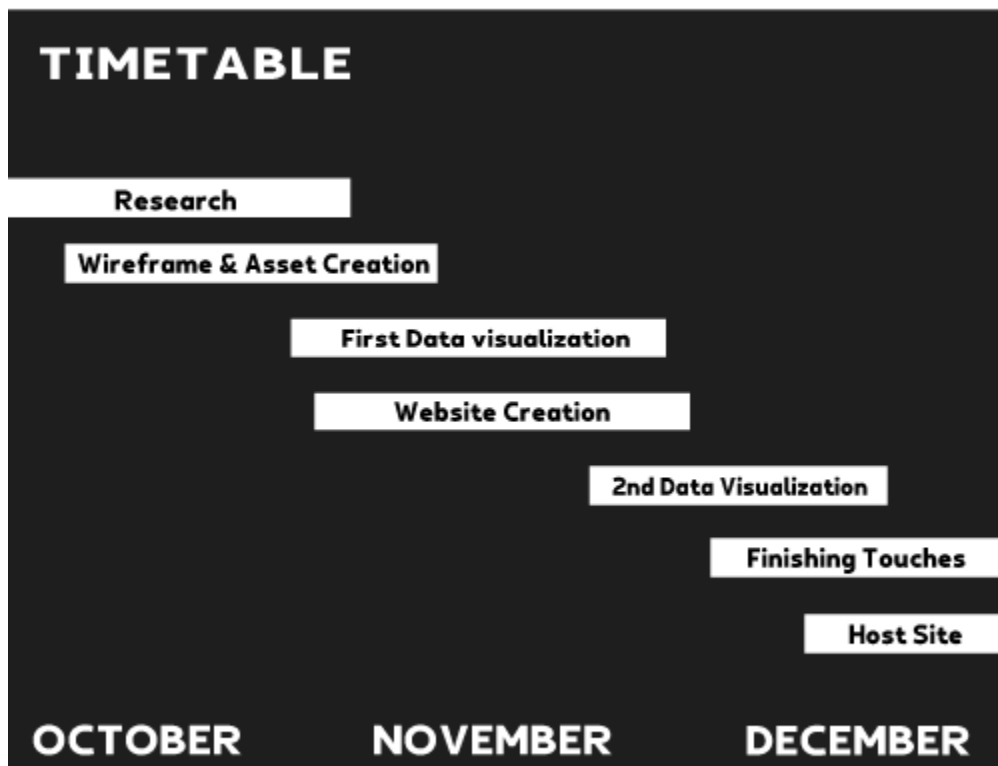 TIMETABLE
Research
Wireframe & Asset Creation
First Data visualization
Website Creation
2nd Data Visualization
Finishing Touches
Host Site
OCTOBER NOVEMBER DECEMBER